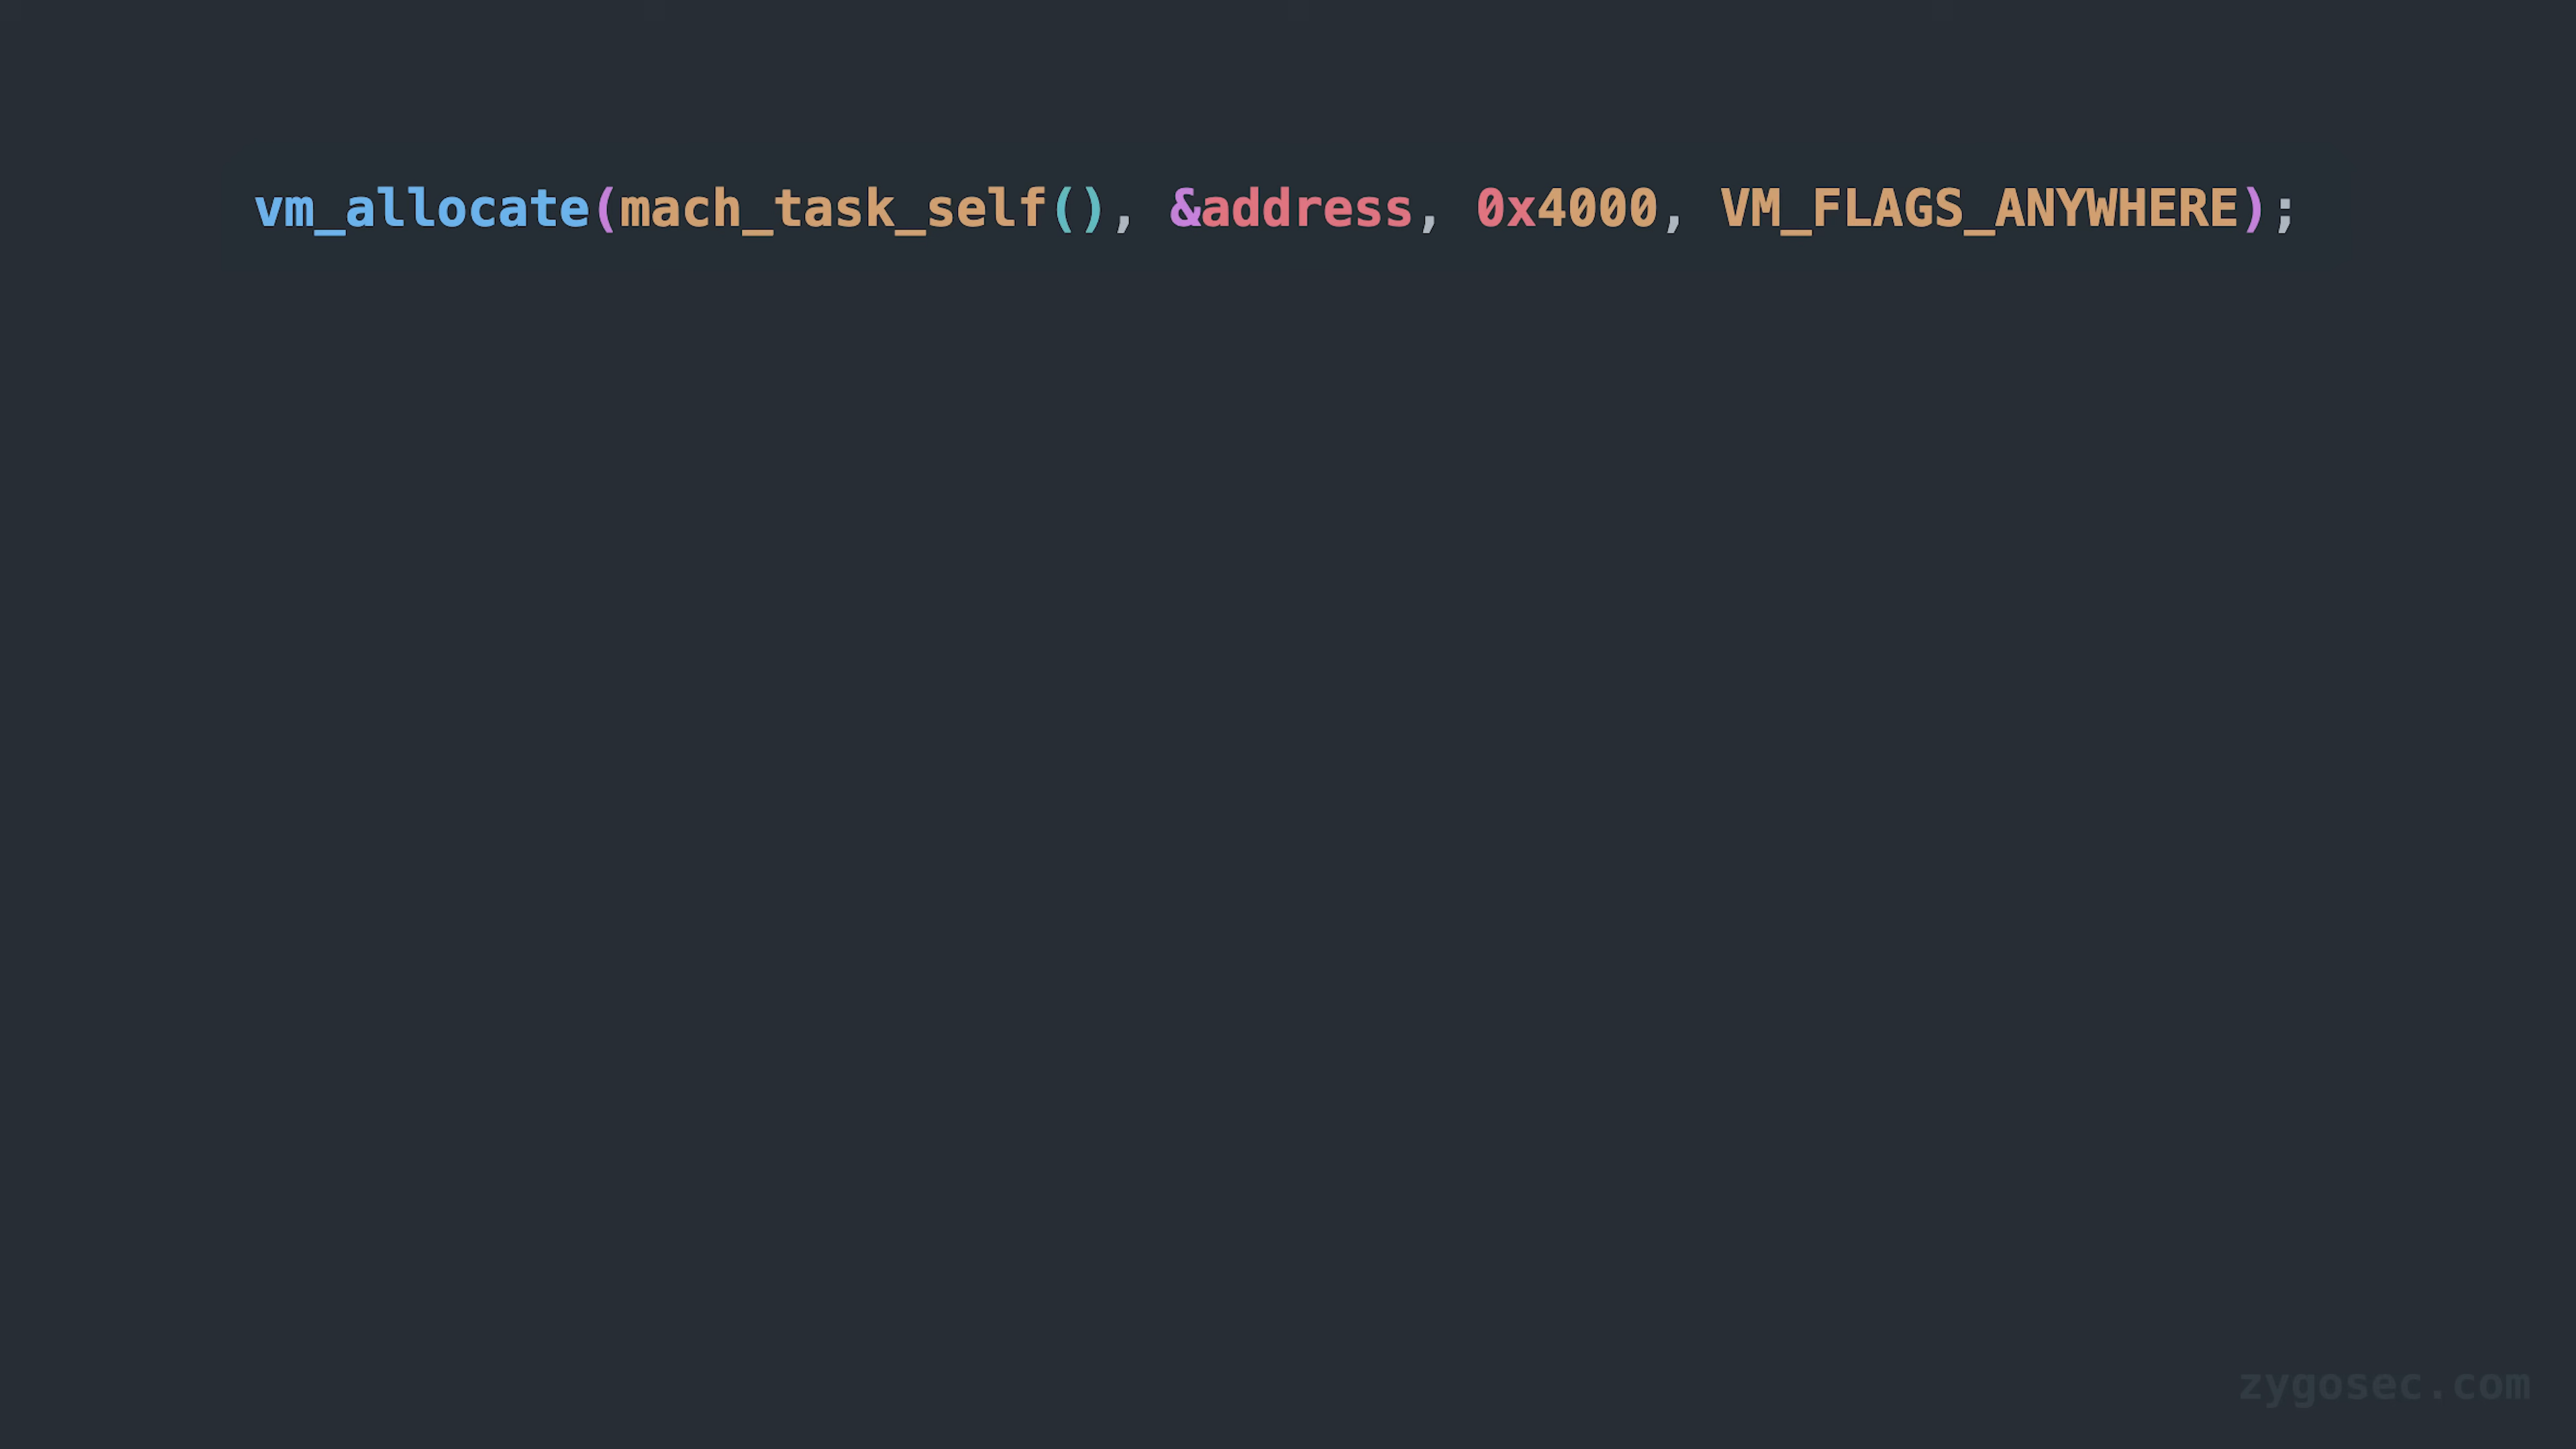 vm_allocate(mach_task_self(), &address, 0x4000, VM_FLAGS_ANYWHERE);
zygosec.com